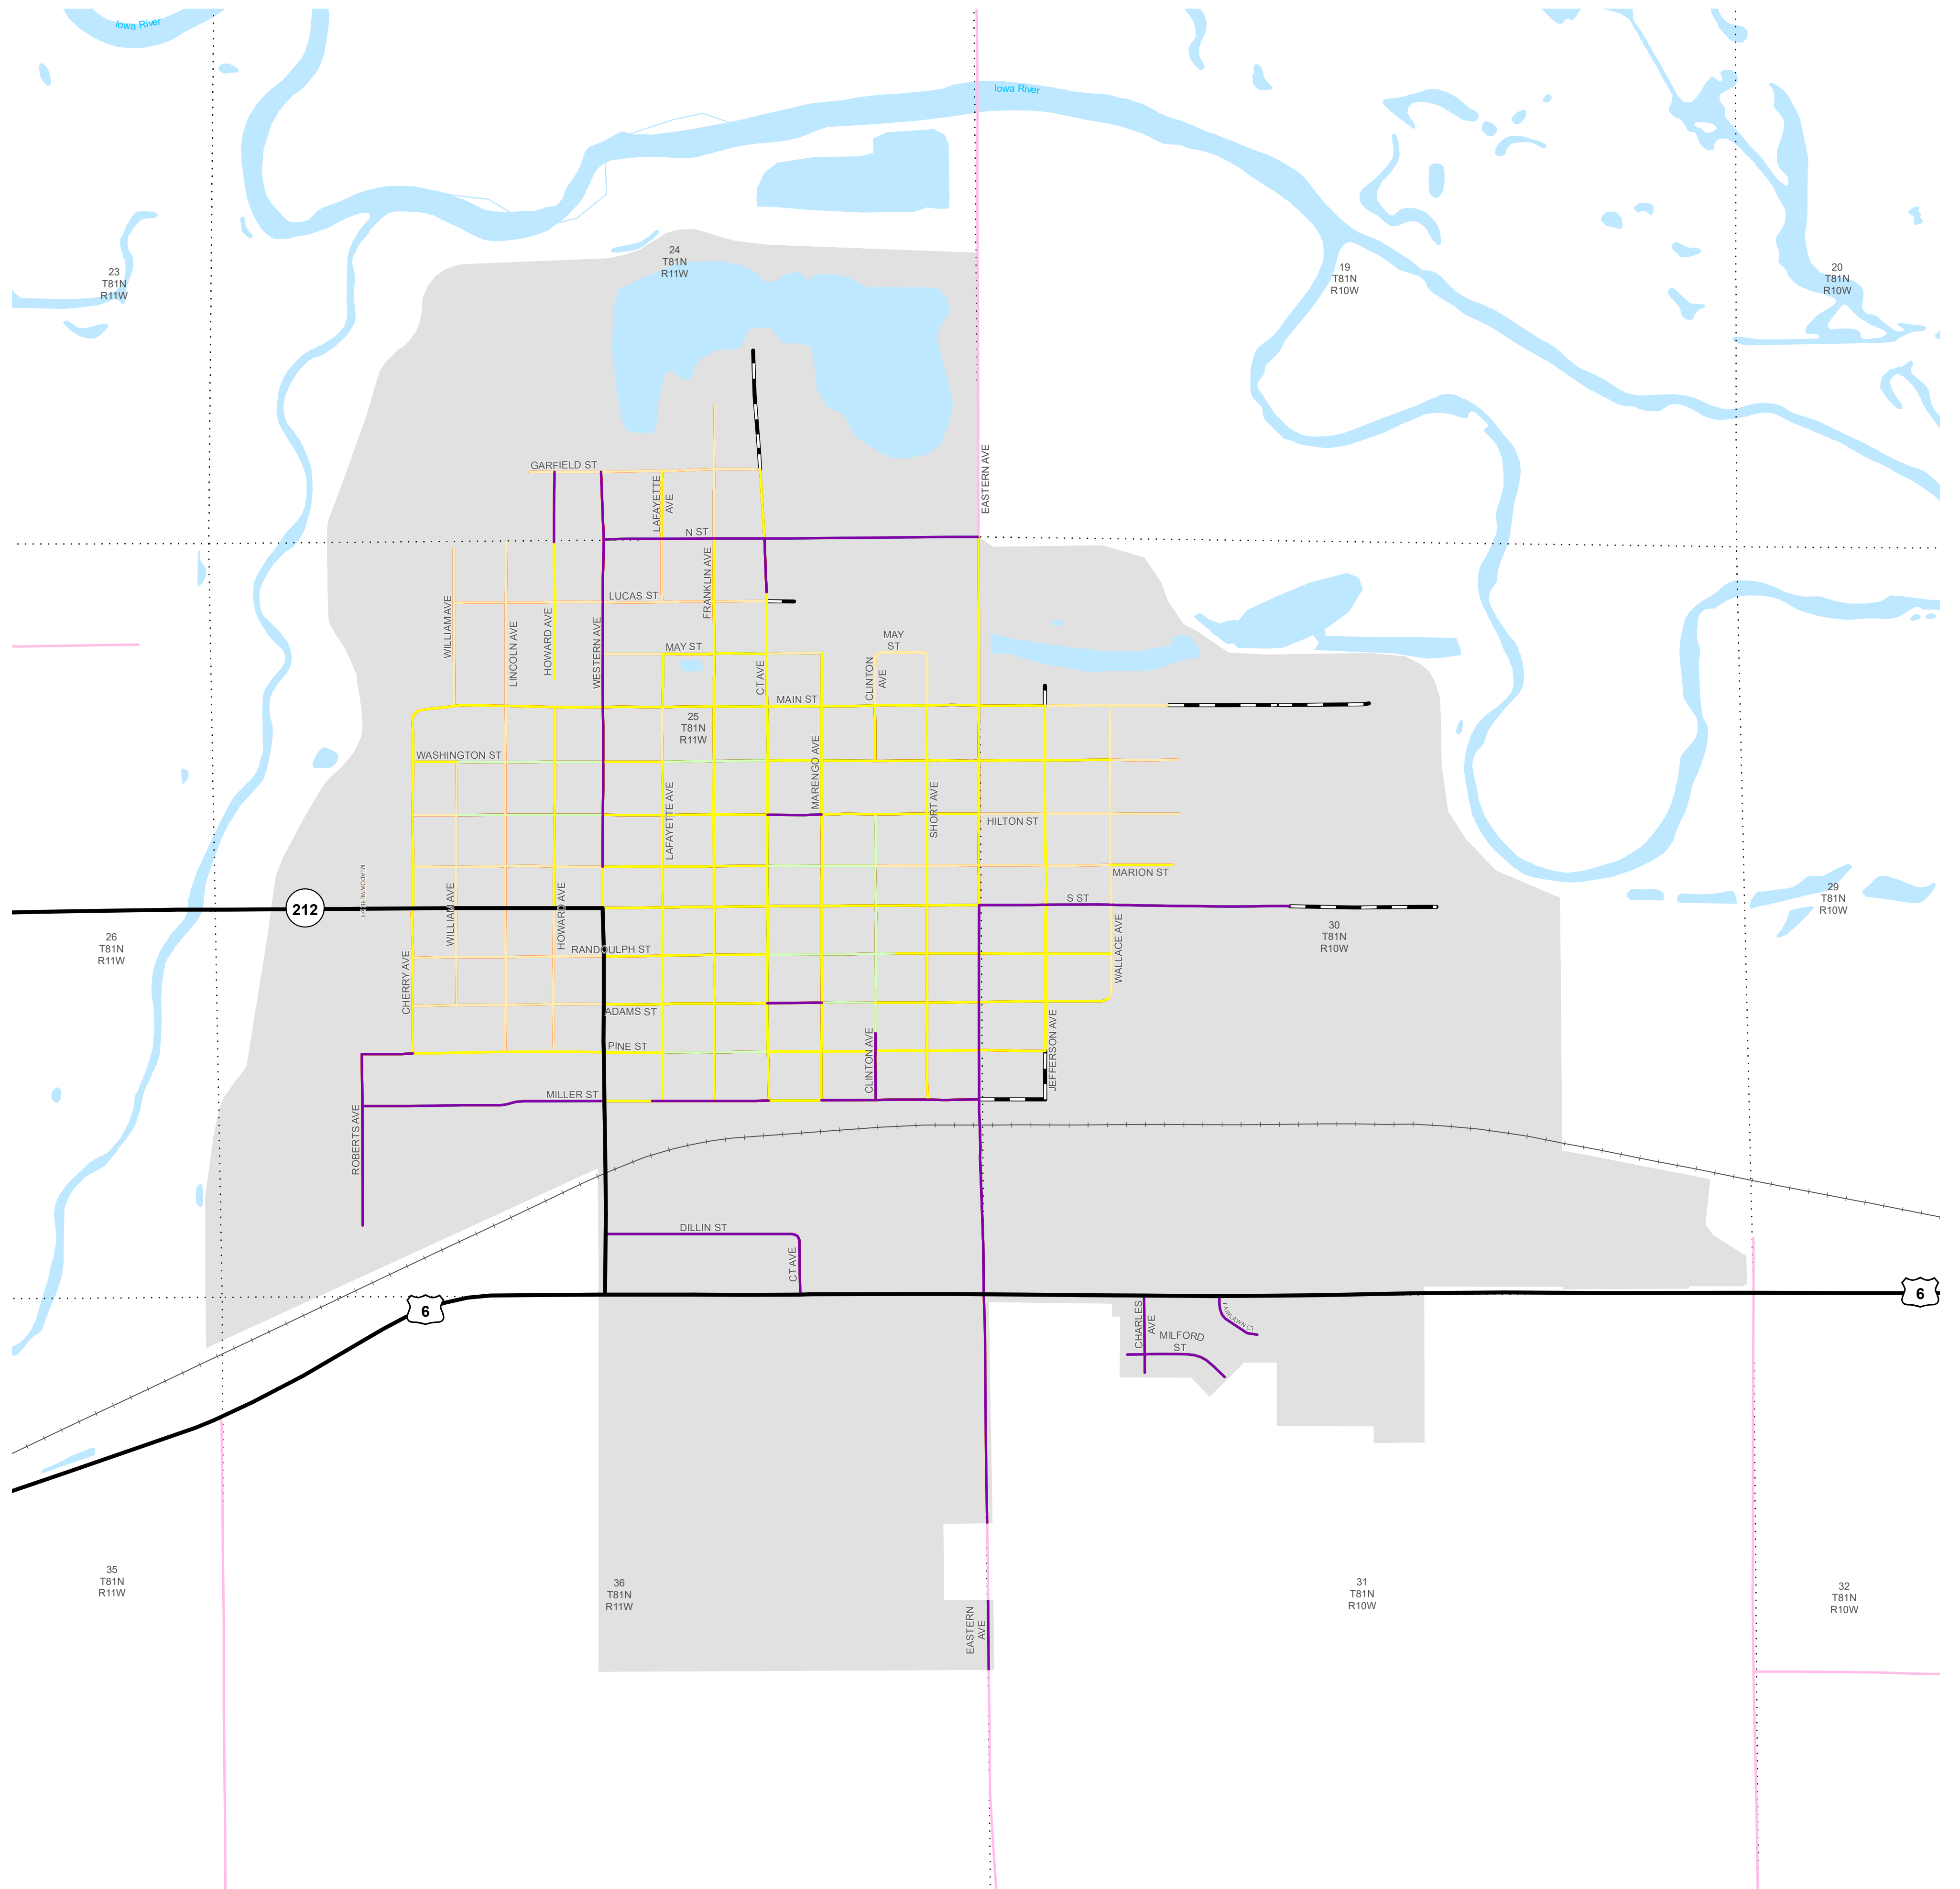 Iowa River
Iowa River
24
T81N
R11W
23
T81N
R11W
19
T81N
R10W
20
T81N
R10W
GARFIELD ST
LAFAYETTE
AVE
EASTERN AVE
N ST
FRANKLIN AVE
LUCAS ST
WILLIAM AVE
LINCOLN AVE
HOWARD AVE
WESTERN AVE
MAY ST
MAY
ST
CT AVE
CLINTON
AVE
MAIN ST
25
T81N
R11W
WASHINGTON ST
MARENGO AVE
LAFAYETTE AVE
SHORT AVE
HILTON ST
MARION ST
212
WILLIAM AVE
HOWARD AVE
S ST
29
T81N
R10W
26
T81N
R11W
30
T81N
R10W
RANDOLPH ST
WALLACE AVE
CHERRY AVE
ADAMS ST
PINE ST
CLINTON AVE
JEFFERSON AVE
MILLER ST
ROBERTS AVE
DILLIN ST
CT AVE
6
6
CHARLES
AVE
FAIRLAWN CT
MILFORD
ST
35
T81N
R11W
36
T81N
R11W
31
T81N
R10W
32
T81N
R10W
EASTERN
AVE